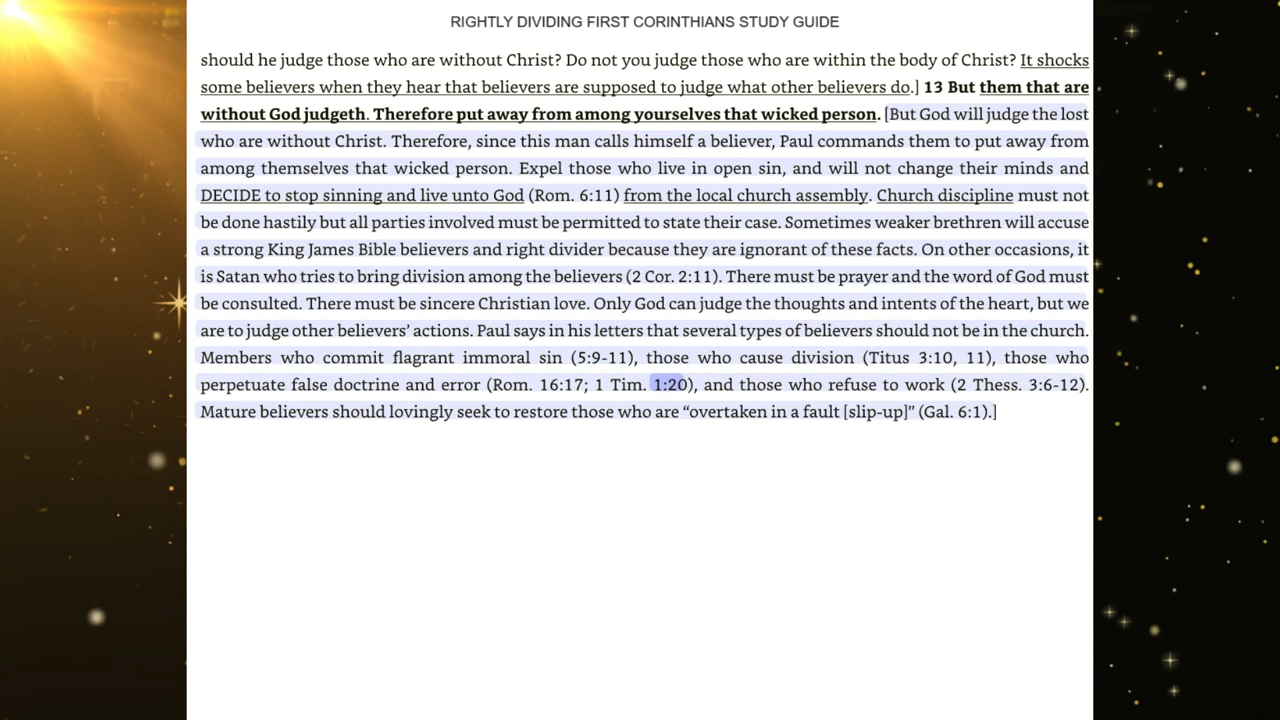 RIGHTLY DIVIDING FIRST CORINTHIANS STUDY GUIDE
should he judge those who are without Christ? Do not you judge those who are within the body of Christ? It shocks
some believers when they hear that believers are supposed to judge what other believers do.] 13 But them that are
without God judgeth. Therefore put away from among yourselves that wicked person. [But God will judge the lost
who are without Christ. Therefore, since this man calls himself a believer, Paul commands them to put away from
among themselves that wicked person. Expel those who live in open sin, and will not change their minds and
DECIDE to stop sinning and live unto God (Rom. 6:11) from the local church assembly. Church discipline must not
be done hastily but all parties involved must be permitted to state their case. Sometimes weaker brethren will accuse
a strong King James Bible believers and right divider because they are ignorant of these facts. On other occasions, it
is Satan who tries to bring division among the believers (2 Cor. 2:11). There must be prayer and the word of God must
be consulted. There must be sincere Christian love. Only God can judge the thoughts and intents of the heart, but we
are to judge other believers’ actions. Paul says in his letters that several types of believers should not be in the church.
Members who commit flagrant immoral sin (5:9-11), those who cause division (Titus 3:10, 11), those who
perpetuate false doctrine and error (Rom. 16:17; 1 Tim. 1:20), and those who refuse to work (2 Thess. 3:6-12).
Mature believers should lovingly seek to restore those who are “overtaken in a fault [slip-up]” (Gal. 6:1).]